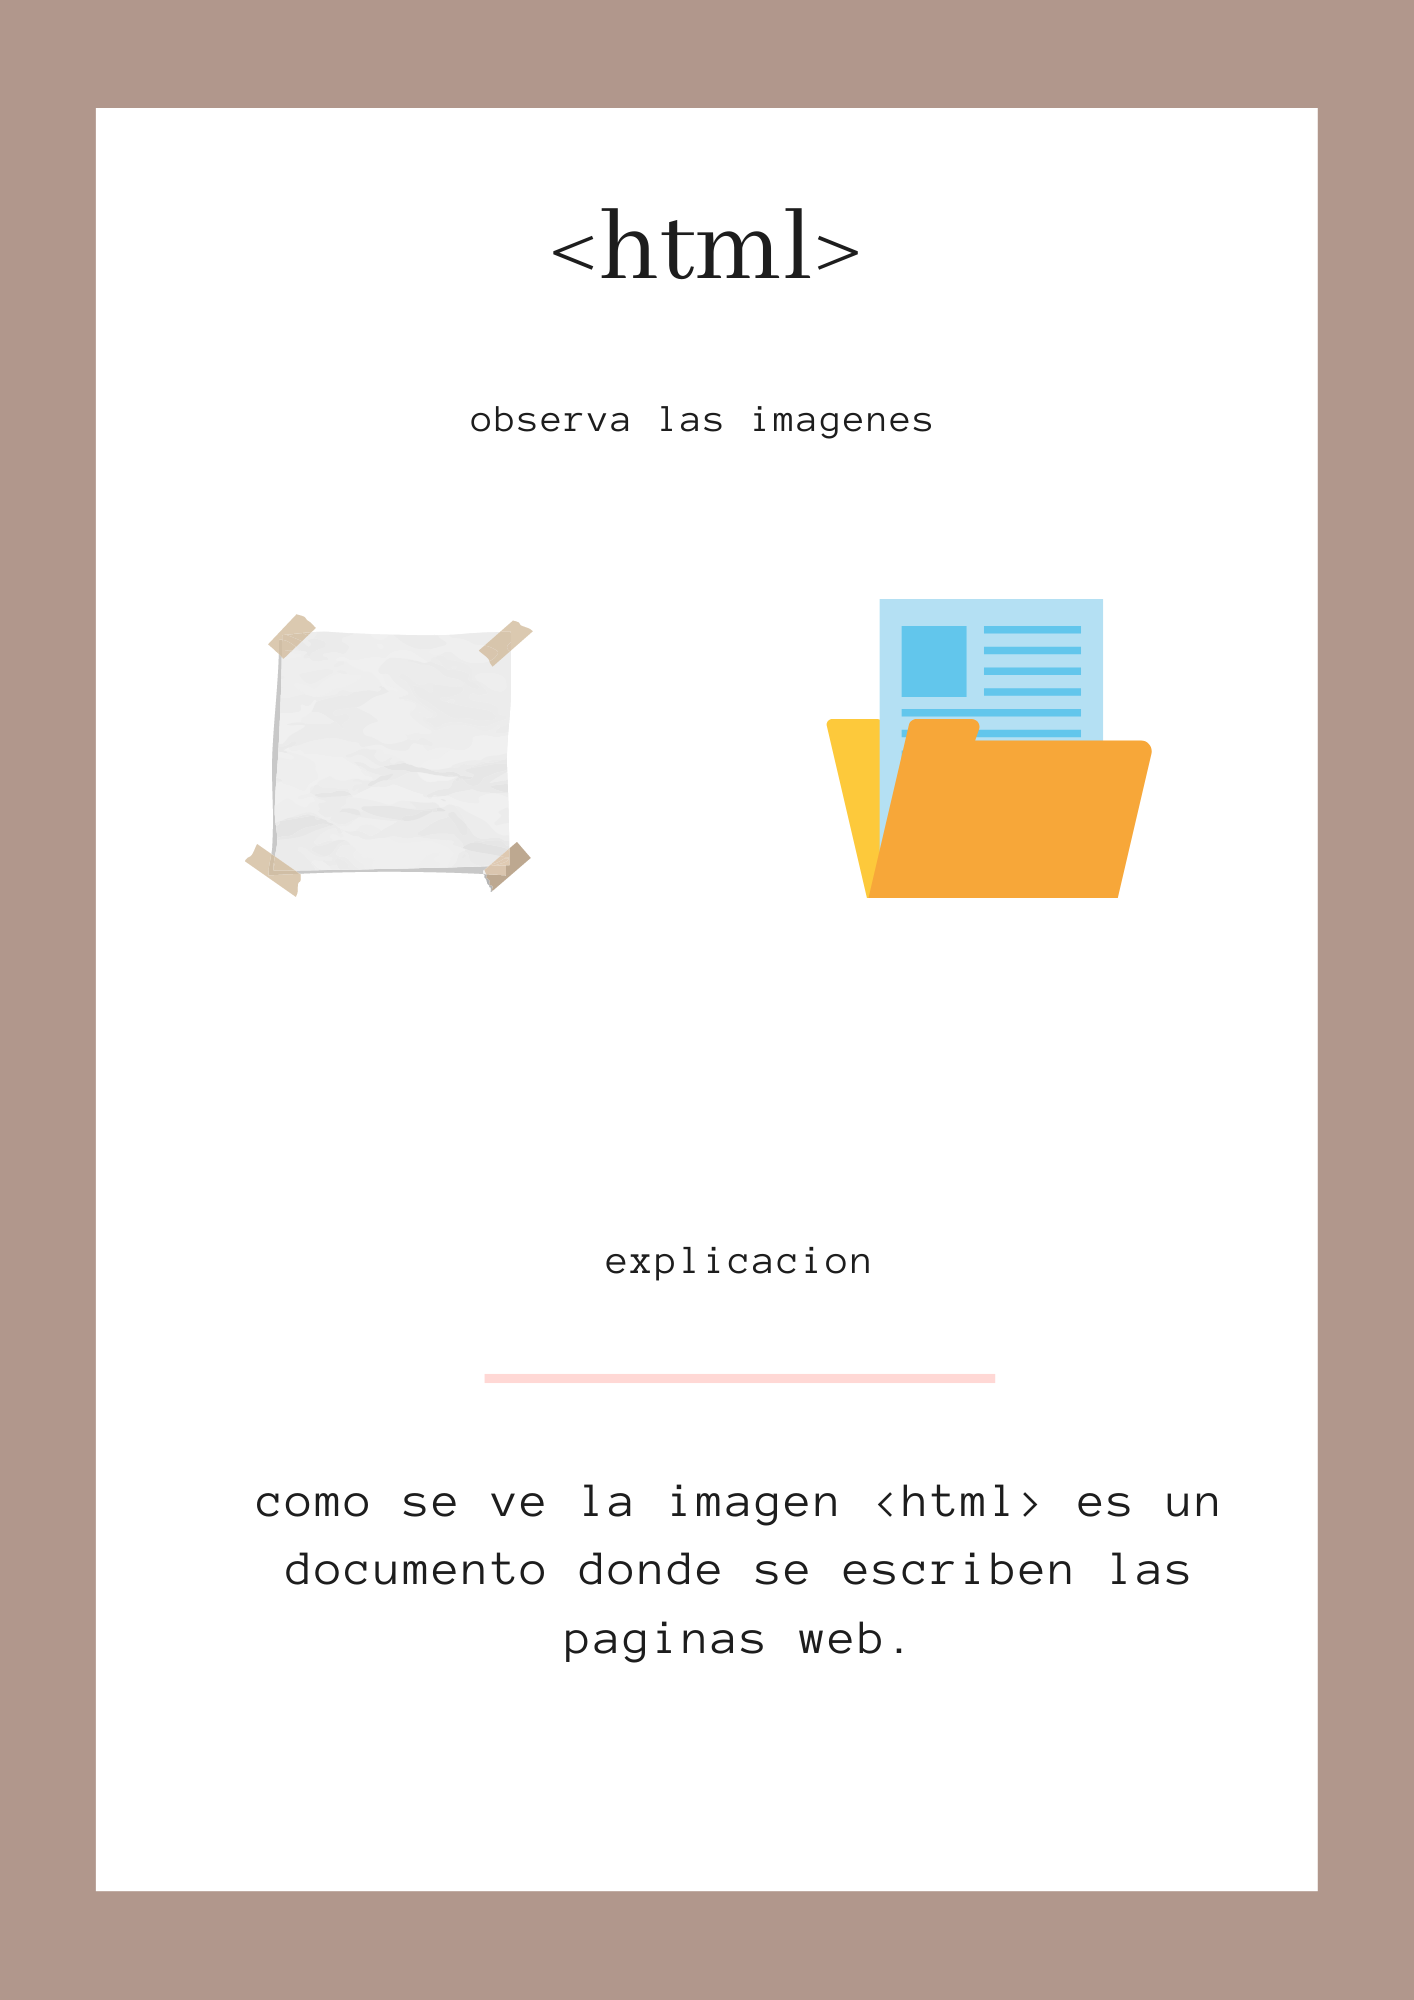 <html>
observa las imagenes
explicacion
como se ve la imagen <html> es un
documento donde se escriben las
paginas web.